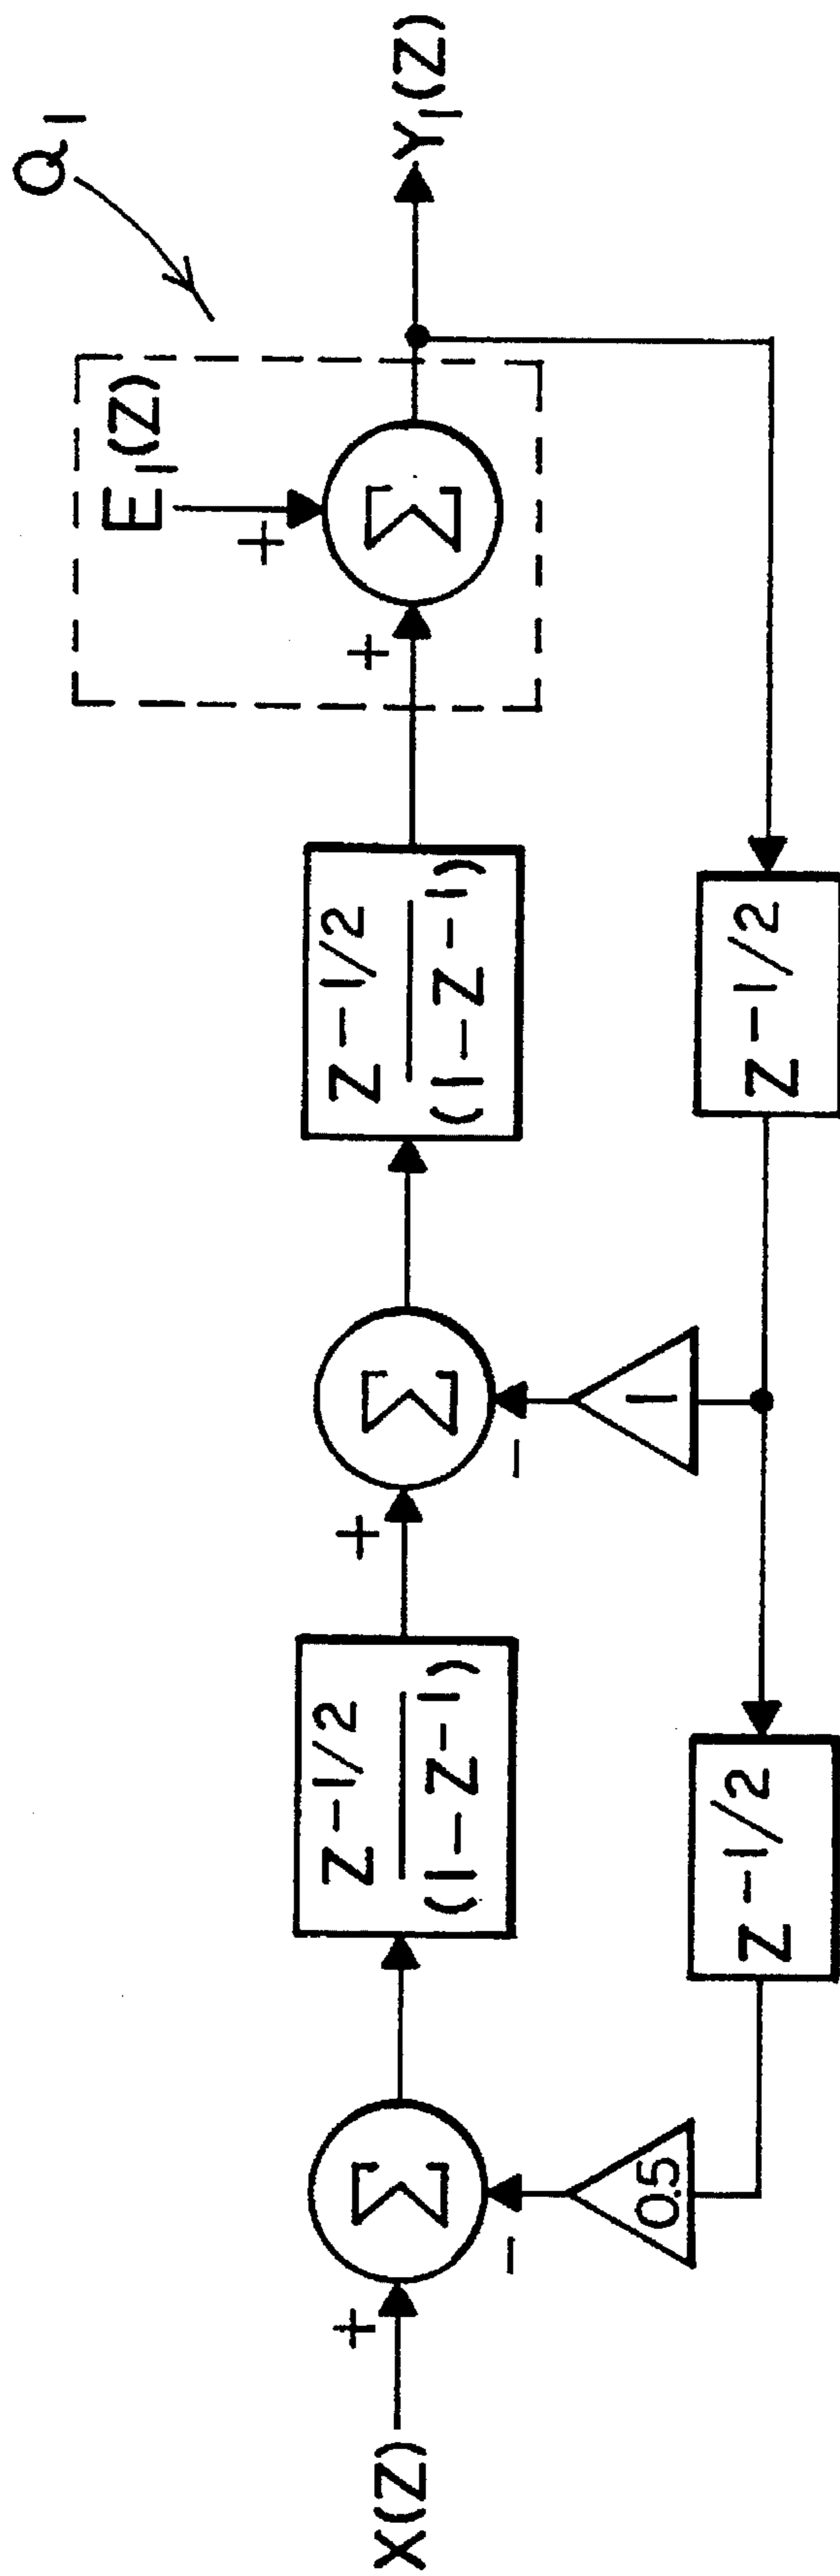 Q1
E1(Z)
+
+
Σ
Y1(Z)
X(Z)
+
Σ
Z−1/2
(1−Z−1)
+
Σ
Z−1/2
(1−Z−1)
−
−
0.5
1
Z−1/2
Z−1/2